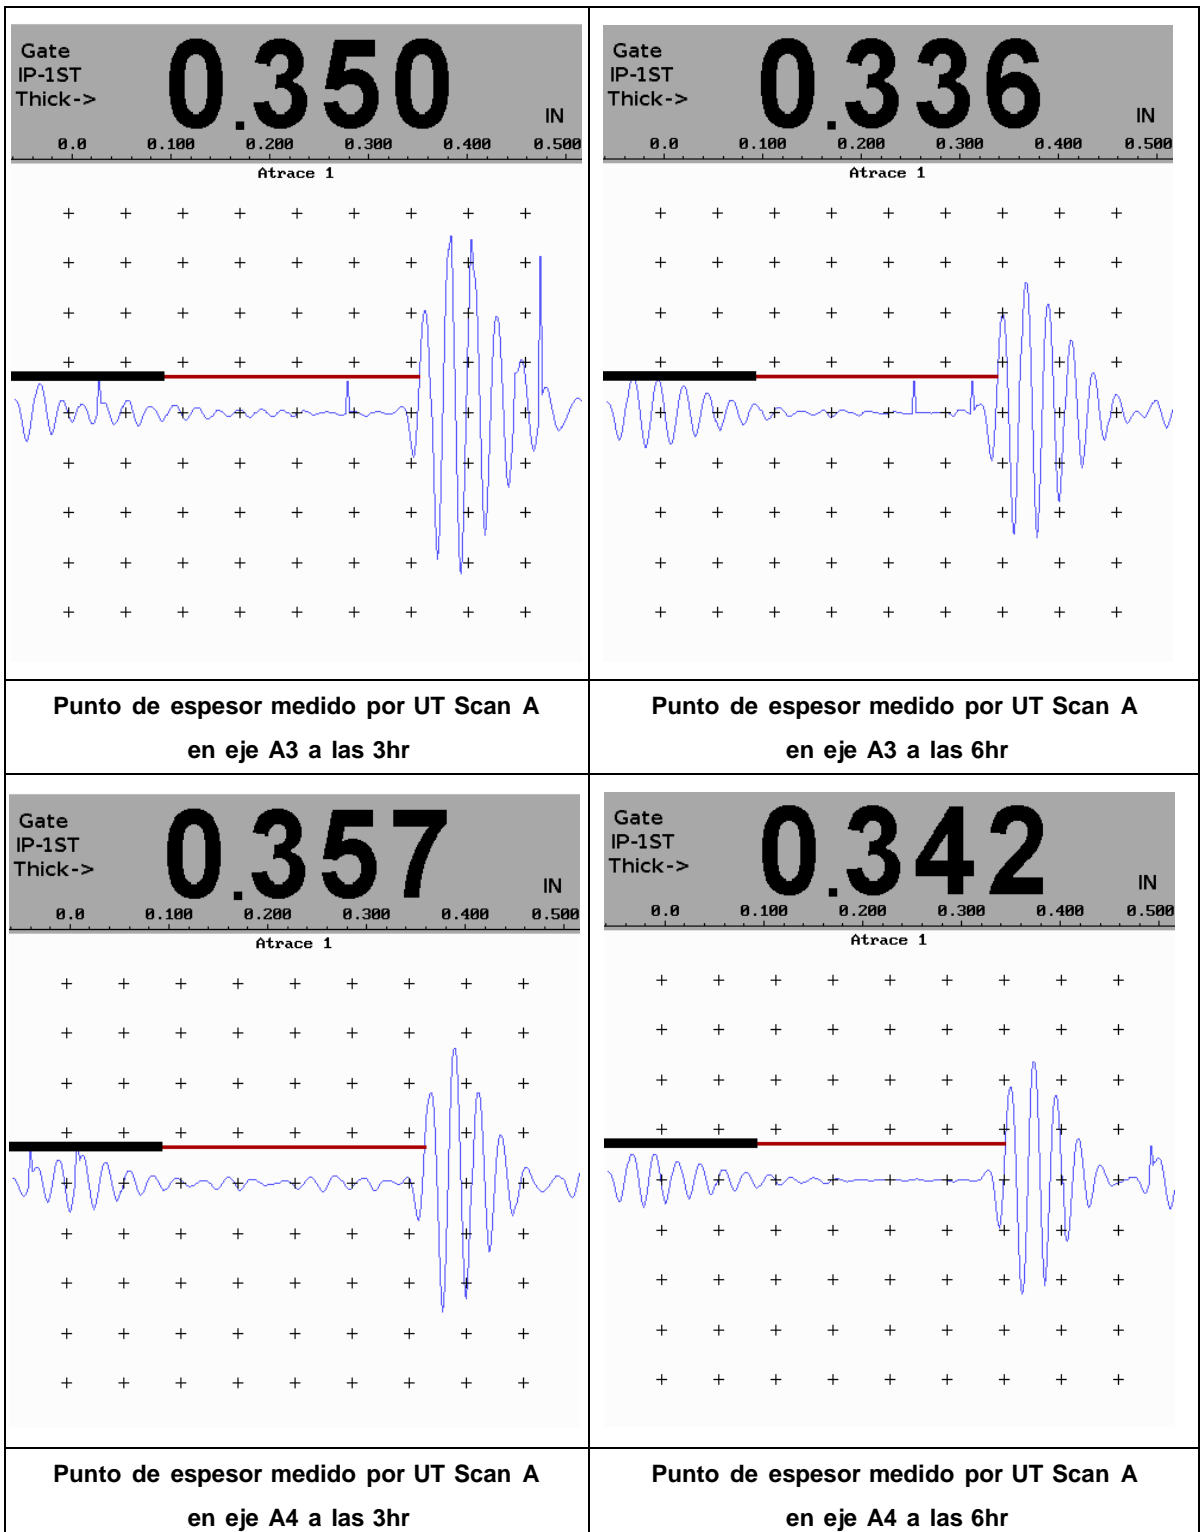 Gate
IP-1ST
Thick->
0.350
IN
0.0 0.100 0.200 0.300 0.400 0.500
Atrace 1
Gate
IP-1ST
Thick->
0.336
IN
0.0 0.100 0.200 0.300 0.400 0.500
Atrace 1
Punto de espesor medido por UT Scan A
en eje A3 a las 3hr
Punto de espesor medido por UT Scan A
en eje A3 a las 6hr
Gate
IP-1ST
Thick->
0.357
IN
0.0 0.100 0.200 0.300 0.400 0.500
Atrace 1
Gate
IP-1ST
Thick->
0.342
IN
0.0 0.100 0.200 0.300 0.400 0.500
Atrace 1
Punto de espesor medido por UT Scan A
en eje A4 a las 3hr
Punto de espesor medido por UT Scan A
en eje A4 a las 6hr